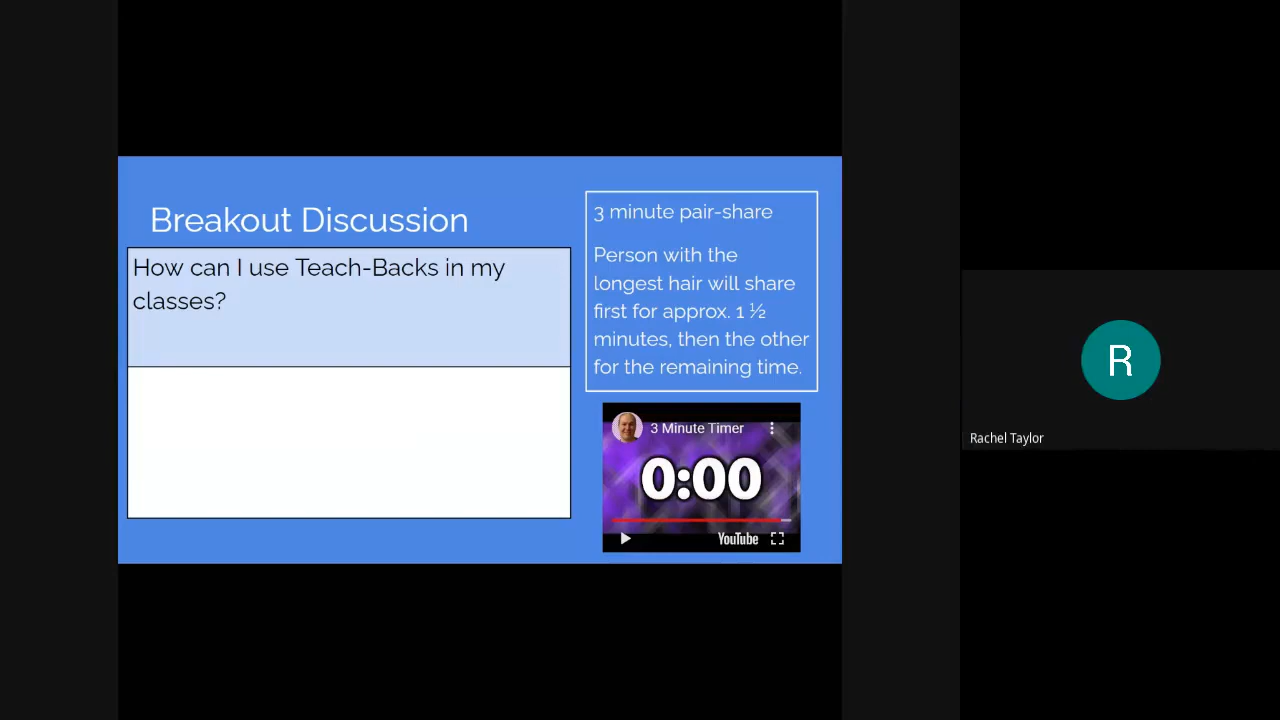 Breakout Discussion
How can I use Teach-Backs in my
classes?
3 minute pair-share
Person with the
longest hair will share
first for approx. 1 ½
minutes, then the other
for the remaining time.
3 Minute Timer
0:00
YouTube
R
Rachel Taylor